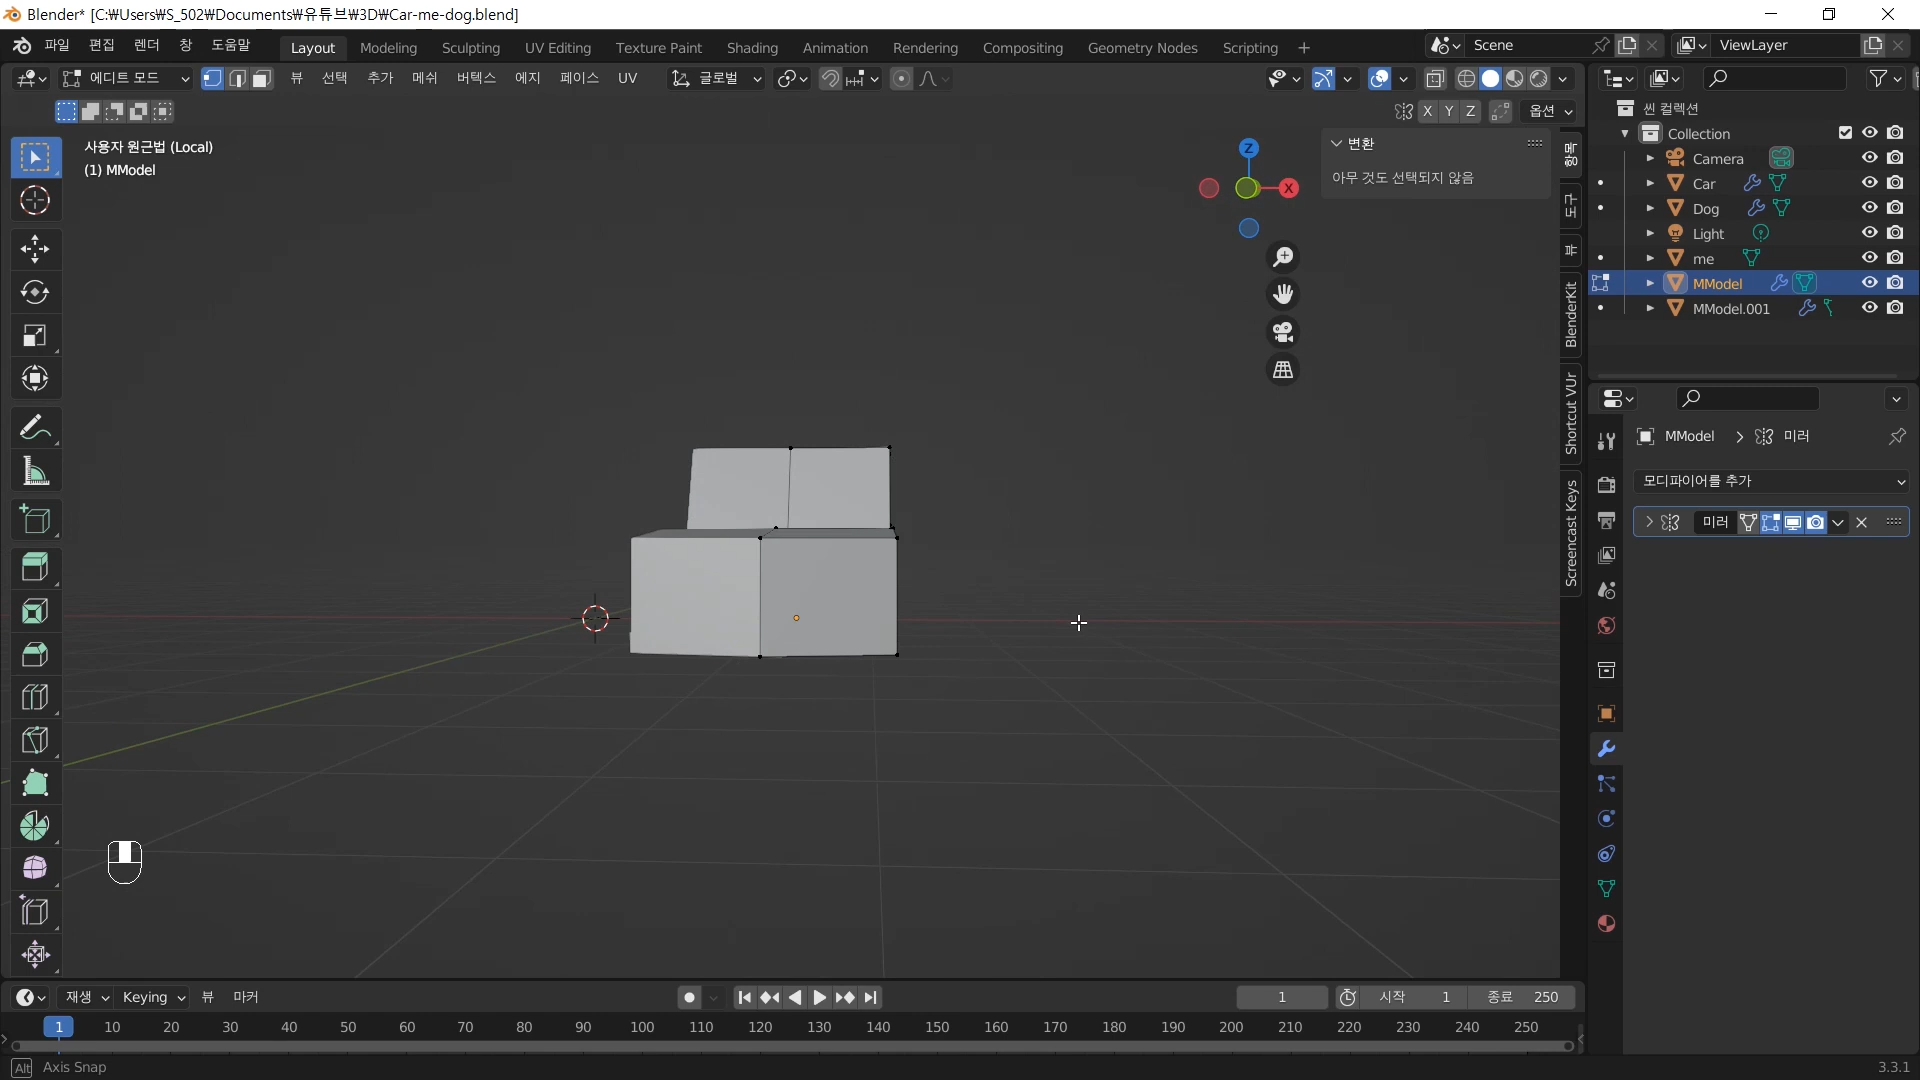 Blender* [C:₩Users₩S_502₩Documents₩유튜브₩3D₩Car-me-dog.blend]
파일 편집 렌더 창 도움말 Layout Modeling Sculpting UV Editing Texture Paint Shading Animation Rendering Compositing Geometry Nodes Scripting + Scene ViewLayer
에디트 모드 뷰 선택 추가 메쉬 버텍스 에지 페이스 UV 글로벌
X Y Z 옵션
사용자 원근법 (Local)
(1) MModel
Z
X
변환
아무 것도 선택되지 않음
항목
도구
뷰
BlenderKit
Shortcut VUr
Screencast Keys
씬 컬렉션
Collection
Camera
Car
Dog
Light
me
MModel
MModel.001
MModel > 미러
모디파이어를 추가
미러
재생 Keying 뷰 마커 1 시작 1 종료 250
1 10 20 30 40 50 60 70 80 90 100 110 120 130 140 150 160 170 180 190 200 210 220 230 240 250
Alt Axis Snap 3.3.1